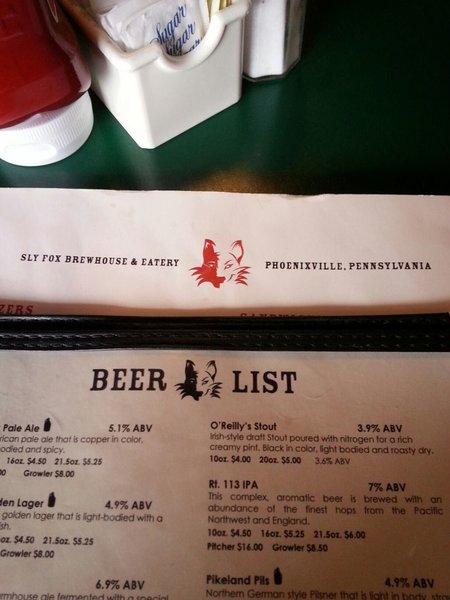 Sugar
Sugar
SLY FOX BREWHOUSE & EATERY
PHOENIXVILLE, PENNSYLVANIA
BEER LIST
Pale Ale 5.1% ABV
pale ale that is copper in color,
and spicy.
16oz. $4.50 21.5oz. $5.25
Growler $8.00
Lager 4.9% ABV
golden lager that is light-bodied with a
$4.50 21.5oz. $5.25
Growler $8.00
6.9% ABV
ale fermented with a special
O'Reilly's Stout 3.9% ABV
Irish-style draft Stout poured with nitrogen for a rich
creamy pint. Black in color, light bodied and roasty dry.
10oz. $4.00 20oz. $5.00 3.6% ABV
Rt. 113 IPA 7% ABV
This complex, aromatic beer is brewed with an
abundance of the finest hops from the Pacific
Northwest and England.
10oz. $4.50 16oz. $5.25 21.5oz. $6.00
Pitcher $16.00 Growler $8.50
Pikeland Pils 4.9% ABV
Northern German style Pilsner that is light in body, straw